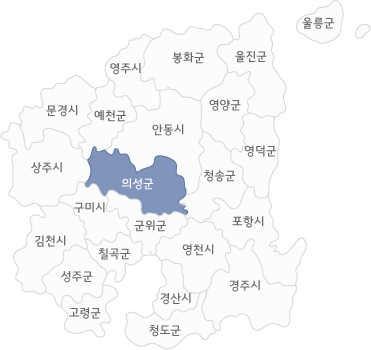 울릉군
봉화군
울진군
영주시
문경시
예천군
영양군
안동시
영덕군
상주시
청송군
의성군
구미시
포항시
군위군
김천시
칠곡군
영천시
성주군
경주시
경산시
고령군
청도군